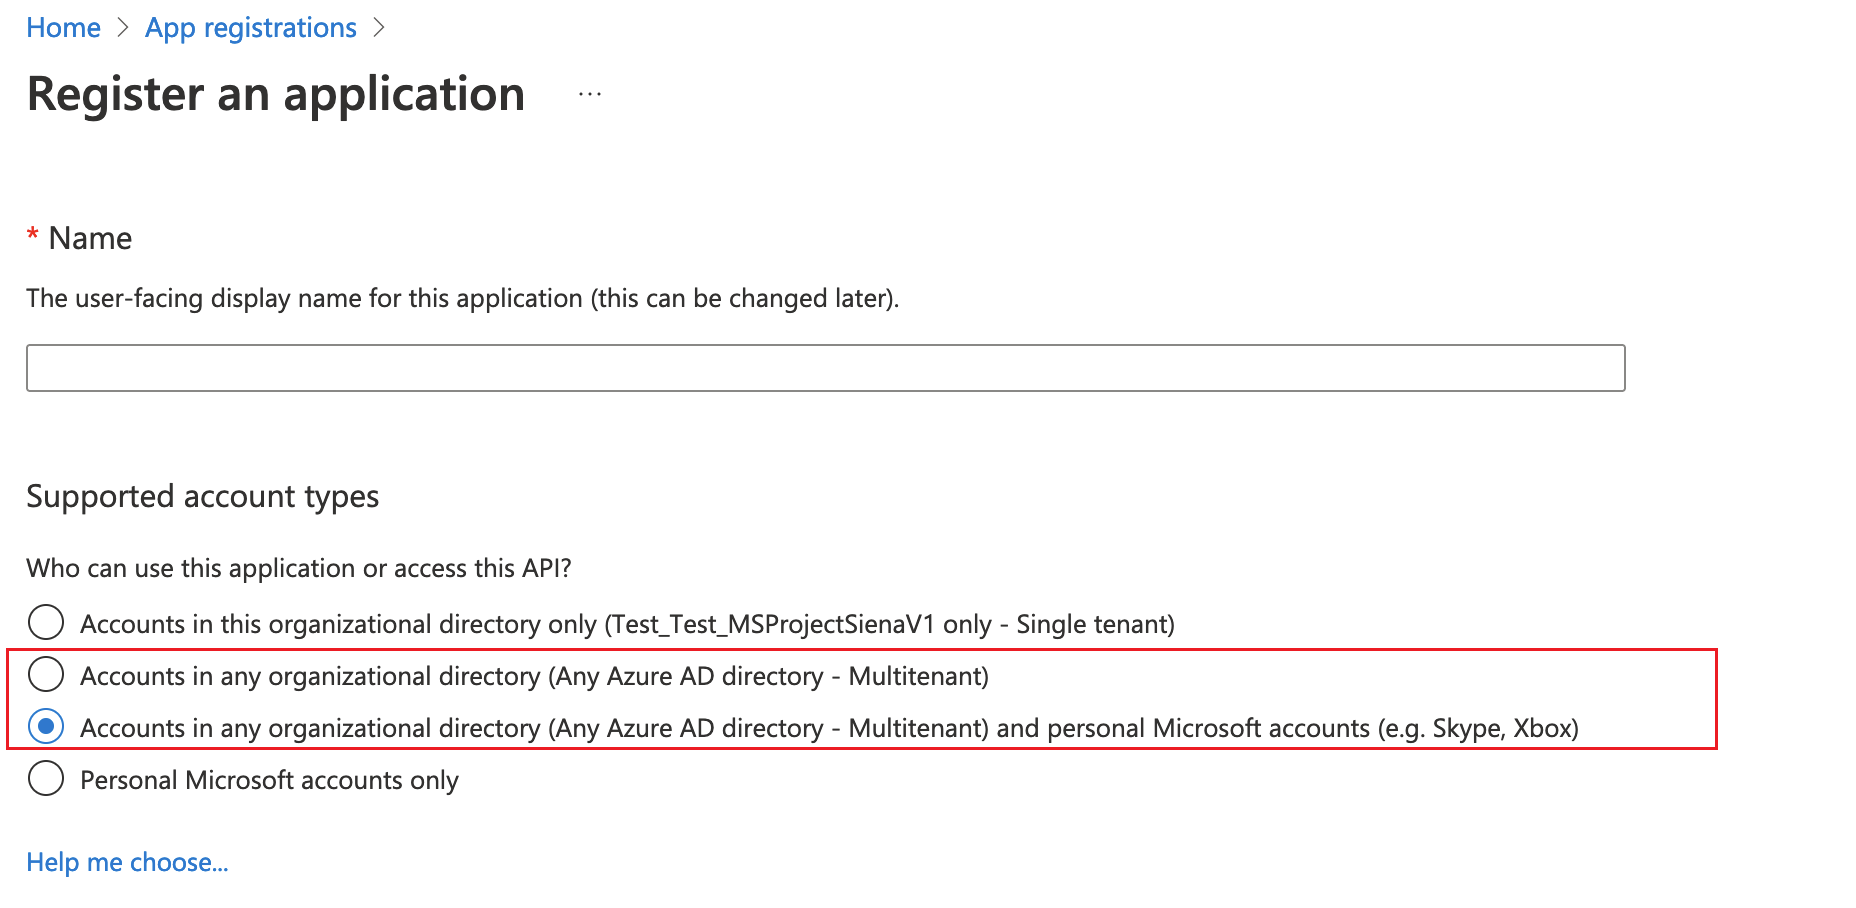 Home > App registrations >
Register an application ...
* Name
The user-facing display name for this application (this can be changed later).
Supported account types
Who can use this application or access this API?
Accounts in this organizational directory only (Test_Test_MSProjectSienaV1 only - Single tenant)
Accounts in any organizational directory (Any Azure AD directory - Multitenant)
Accounts in any organizational directory (Any Azure AD directory - Multitenant) and personal Microsoft accounts (e.g. Skype, Xbox)
Personal Microsoft accounts only
Help me choose...